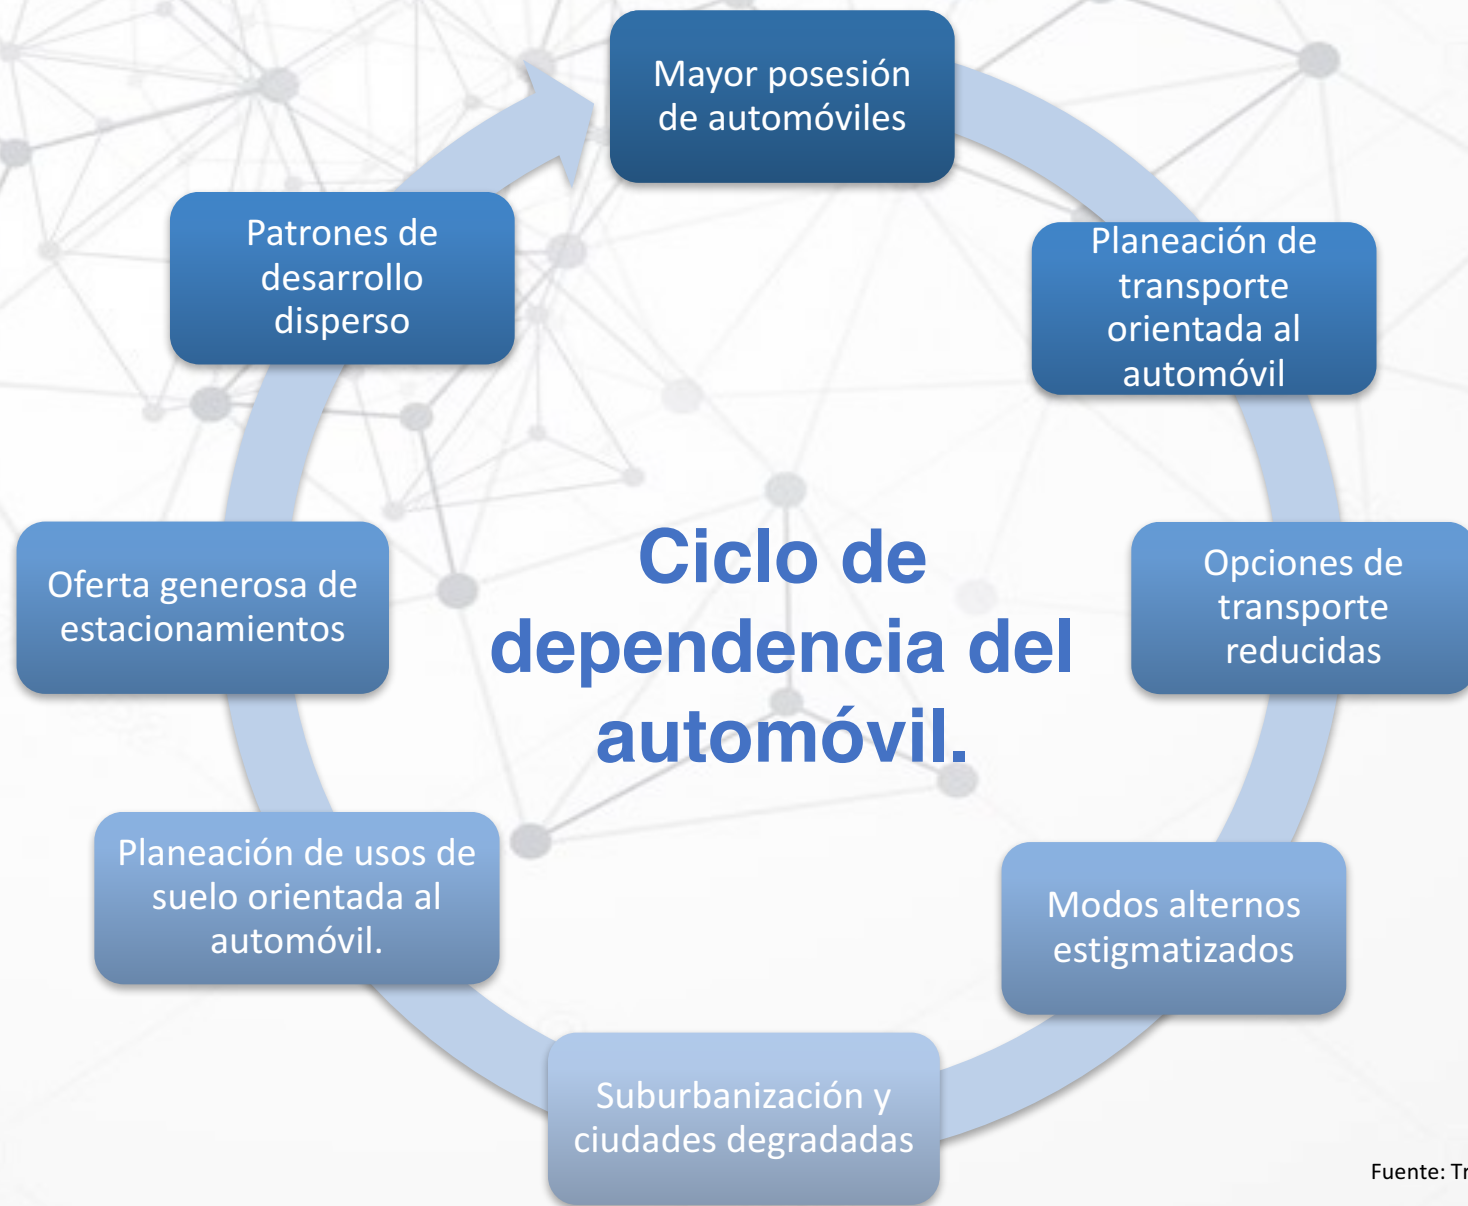 Mayor posesión
de automóviles
Planeación de
transporte
orientada al
automóvil
Opciones de
transporte
reducidas
Modos alternos
estigmatizados
Suburbanización y
ciudades degradadas
Planeación de usos de
suelo orientada al
automóvil.
Oferta generosa de
estacionamientos
Patrones de
desarrollo
disperso
Ciclo de
dependencia del
automóvil.
Fuente: